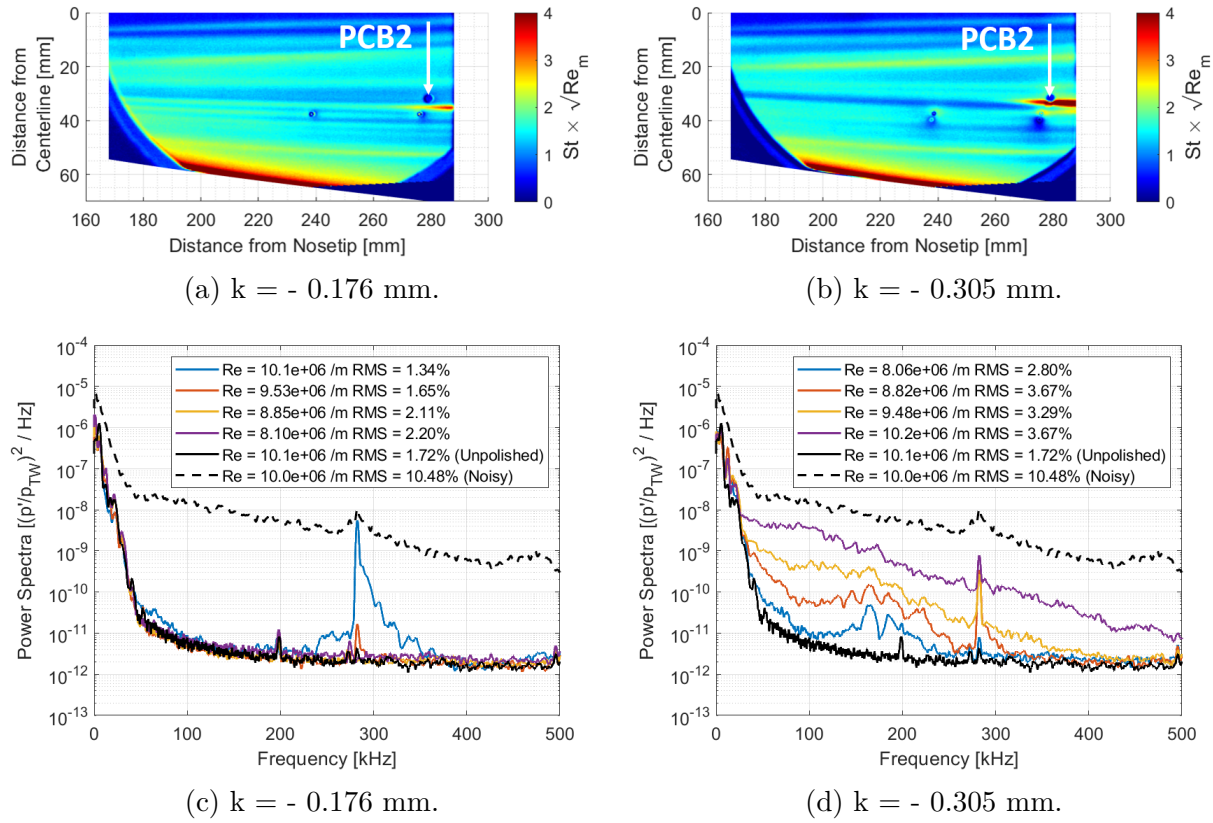 PCB2
Distance from
Centerline [mm]
0
20
40
60
160 180 200 220 240 260 280 300
Distance from Nosetip [mm]
4
3
2
1
0
St × √Re_m
(a) k = - 0.176 mm.
PCB2
Distance from
Centerline [mm]
0
20
40
60
160 180 200 220 240 260 280 300
Distance from Nosetip [mm]
4
3
2
1
0
St × √Re_m
(b) k = - 0.305 mm.
Power Spectra [(p'/p_TW)^2 / Hz]
10^-4
10^-5
10^-6
10^-7
10^-8
10^-9
10^-10
10^-11
10^-12
10^-13
Re = 10.1e+06 /m RMS = 1.34%
Re = 9.53e+06 /m RMS = 1.65%
Re = 8.85e+06 /m RMS = 2.11%
Re = 8.10e+06 /m RMS = 2.20%
Re = 10.1e+06 /m RMS = 1.72% (Unpolished)
Re = 10.0e+06 /m RMS = 10.48% (Noisy)
0 100 200 300 400 500
Frequency [kHz]
(c) k = - 0.176 mm.
Power Spectra [(p'/p_TW)^2 / Hz]
10^-4
10^-5
10^-6
10^-7
10^-8
10^-9
10^-10
10^-11
10^-12
10^-13
Re = 8.06e+06 /m RMS = 2.80%
Re = 8.82e+06 /m RMS = 3.67%
Re = 9.48e+06 /m RMS = 3.29%
Re = 10.2e+06 /m RMS = 3.67%
Re = 10.1e+06 /m RMS = 1.72% (Unpolished)
Re = 10.0e+06 /m RMS = 10.48% (Noisy)
0 100 200 300 400 500
Frequency [kHz]
(d) k = - 0.305 mm.